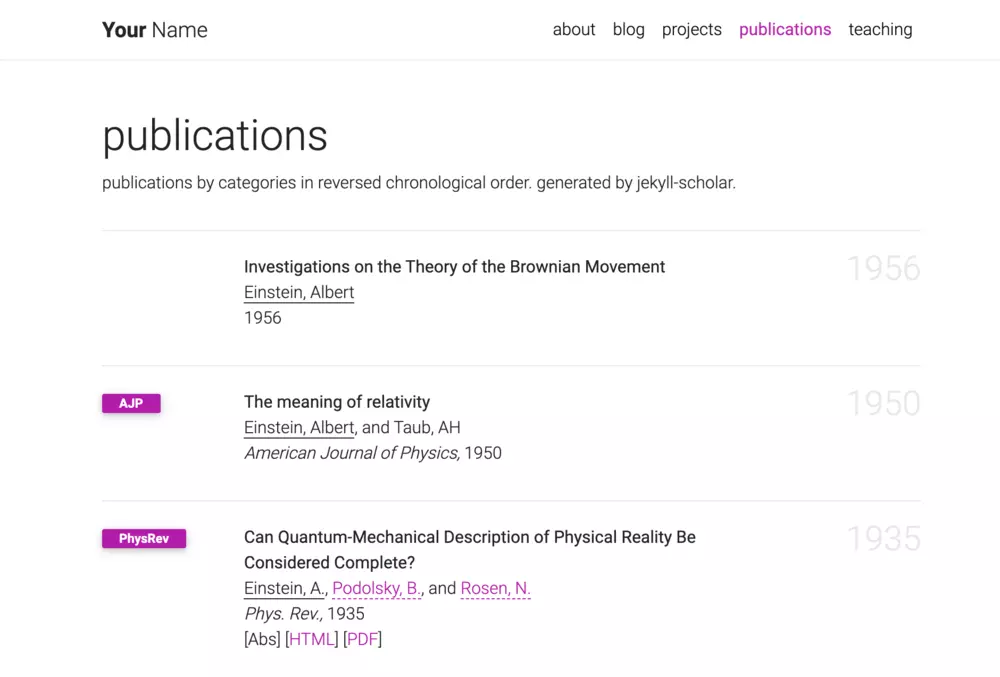 Your Name about blog projects publications teaching
publications
publications by categories in reversed chronological order. generated by jekyll-scholar.
Investigations on the Theory of the Brownian Movement 1956
Einstein, Albert
1956
AJP The meaning of relativity 1950
Einstein, Albert, and Taub, AH
American Journal of Physics, 1950
PhysRev Can Quantum-Mechanical Description of Physical Reality Be 1935
Considered Complete?
Einstein, A., Podolsky, B., and Rosen, N.
Phys. Rev., 1935
[Abs] [HTML] [PDF]